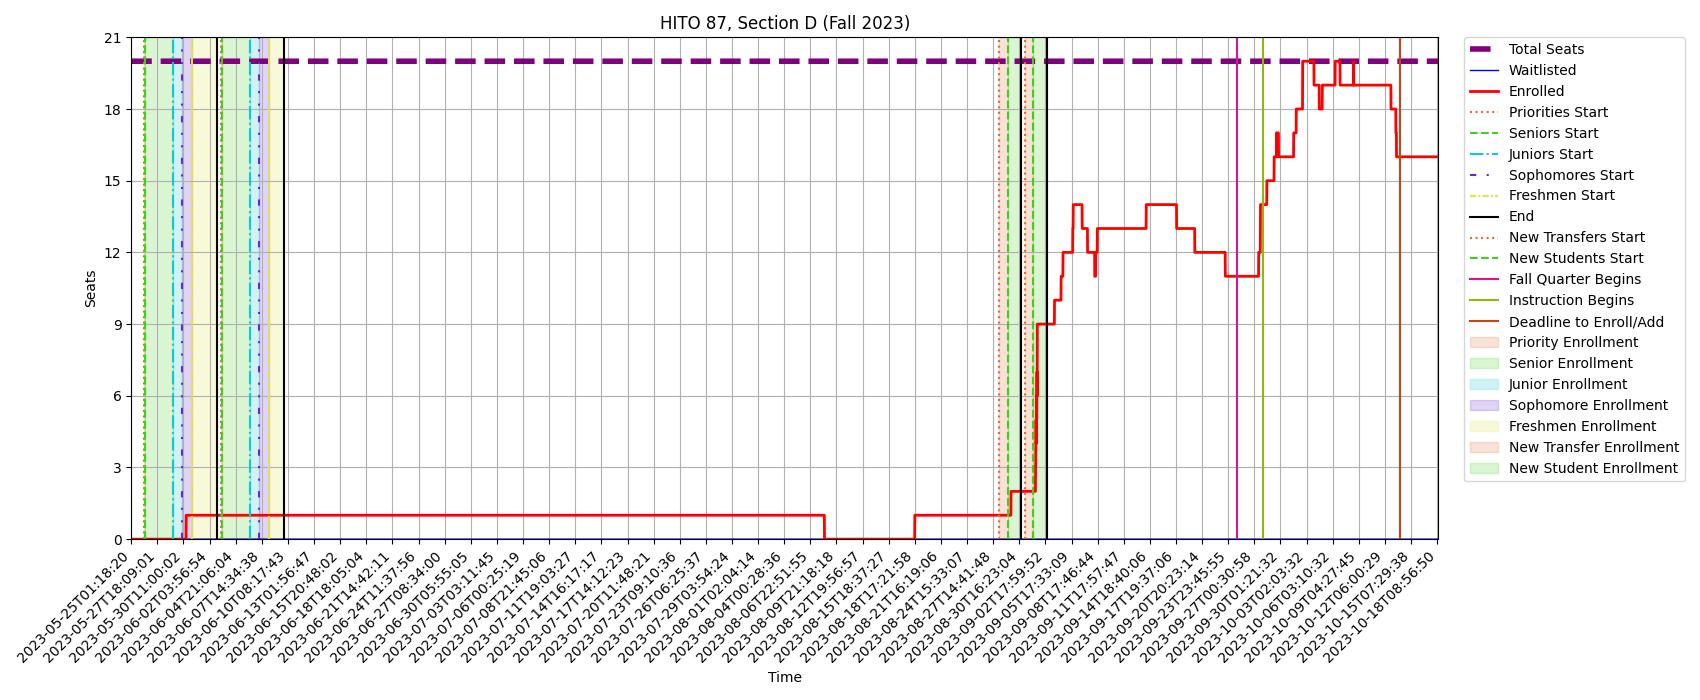 HITO 87, Section D (Fall 2023)
21
18
15
12
9
6
3
0
Seats
2023-05-25T01:18:20
2023-05-27T18:09:01
2023-05-30T11:00:02
2023-06-02T03:56:54
2023-06-04T21:06:04
2023-06-07T14:34:38
2023-06-10T08:17:43
2023-06-13T01:56:47
2023-06-15T20:48:02
2023-06-18T18:05:04
2023-06-21T14:42:11
2023-06-24T11:37:56
2023-06-27T08:34:00
2023-06-30T05:55:05
2023-07-03T03:11:45
2023-07-06T00:25:19
2023-07-08T21:45:06
2023-07-11T19:03:27
2023-07-14T16:17:17
2023-07-17T14:12:23
2023-07-20T11:48:21
2023-07-23T09:10:36
2023-07-26T06:25:37
2023-07-29T03:54:24
2023-08-01T02:04:14
2023-08-04T00:28:36
2023-08-06T22:51:55
2023-08-09T21:18:18
2023-08-12T19:56:57
2023-08-15T18:37:27
2023-08-18T17:21:58
2023-08-21T16:19:06
2023-08-24T15:33:07
2023-08-27T14:41:48
2023-08-30T16:23:04
2023-09-02T17:59:52
2023-09-05T17:33:09
2023-09-08T17:46:44
2023-09-11T17:57:47
2023-09-14T18:40:06
2023-09-17T19:37:06
2023-09-20T20:23:14
2023-09-23T23:45:55
2023-09-27T00:30:58
2023-09-30T01:21:32
2023-10-03T02:03:32
2023-10-06T03:10:32
2023-10-09T04:27:45
2023-10-12T06:00:29
2023-10-15T07:29:38
2023-10-18T08:56:50
Time
Total Seats
Waitlisted
Enrolled
Priorities Start
Seniors Start
Juniors Start
Sophomores Start
Freshmen Start
End
New Transfers Start
New Students Start
Fall Quarter Begins
Instruction Begins
Deadline to Enroll/Add
Priority Enrollment
Senior Enrollment
Junior Enrollment
Sophomore Enrollment
Freshmen Enrollment
New Transfer Enrollment
New Student Enrollment